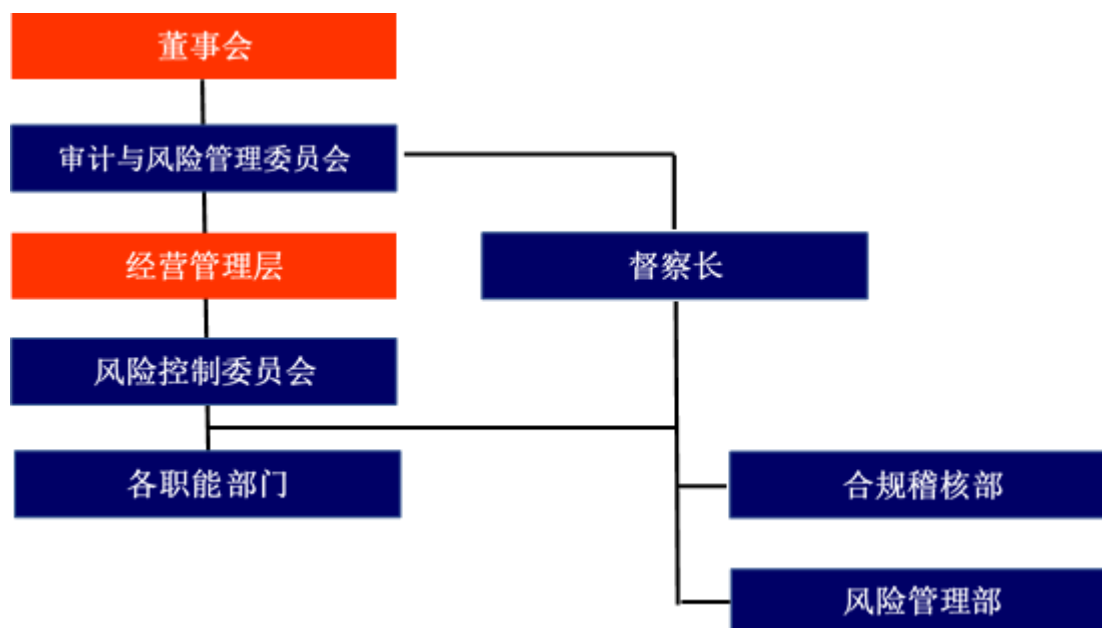 董事会
审计与风险管理委员会
经营管理层
督察长
风险控制委员会
各职能部门
合规稽核部
风险管理部